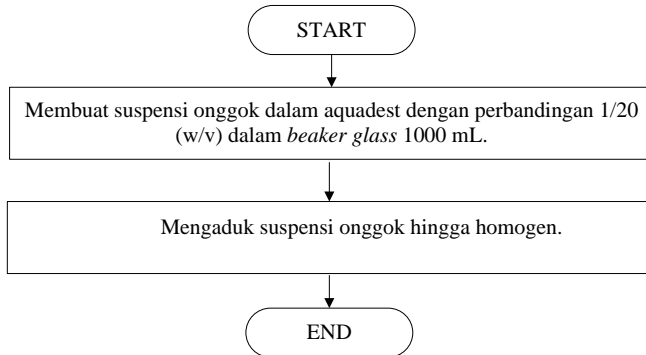 START
Membuat suspensi onggok dalam aquadest dengan perbandingan 1/20
(w/v) dalam beaker glass 1000 mL.
Mengaduk suspensi onggok hingga homogen.
END